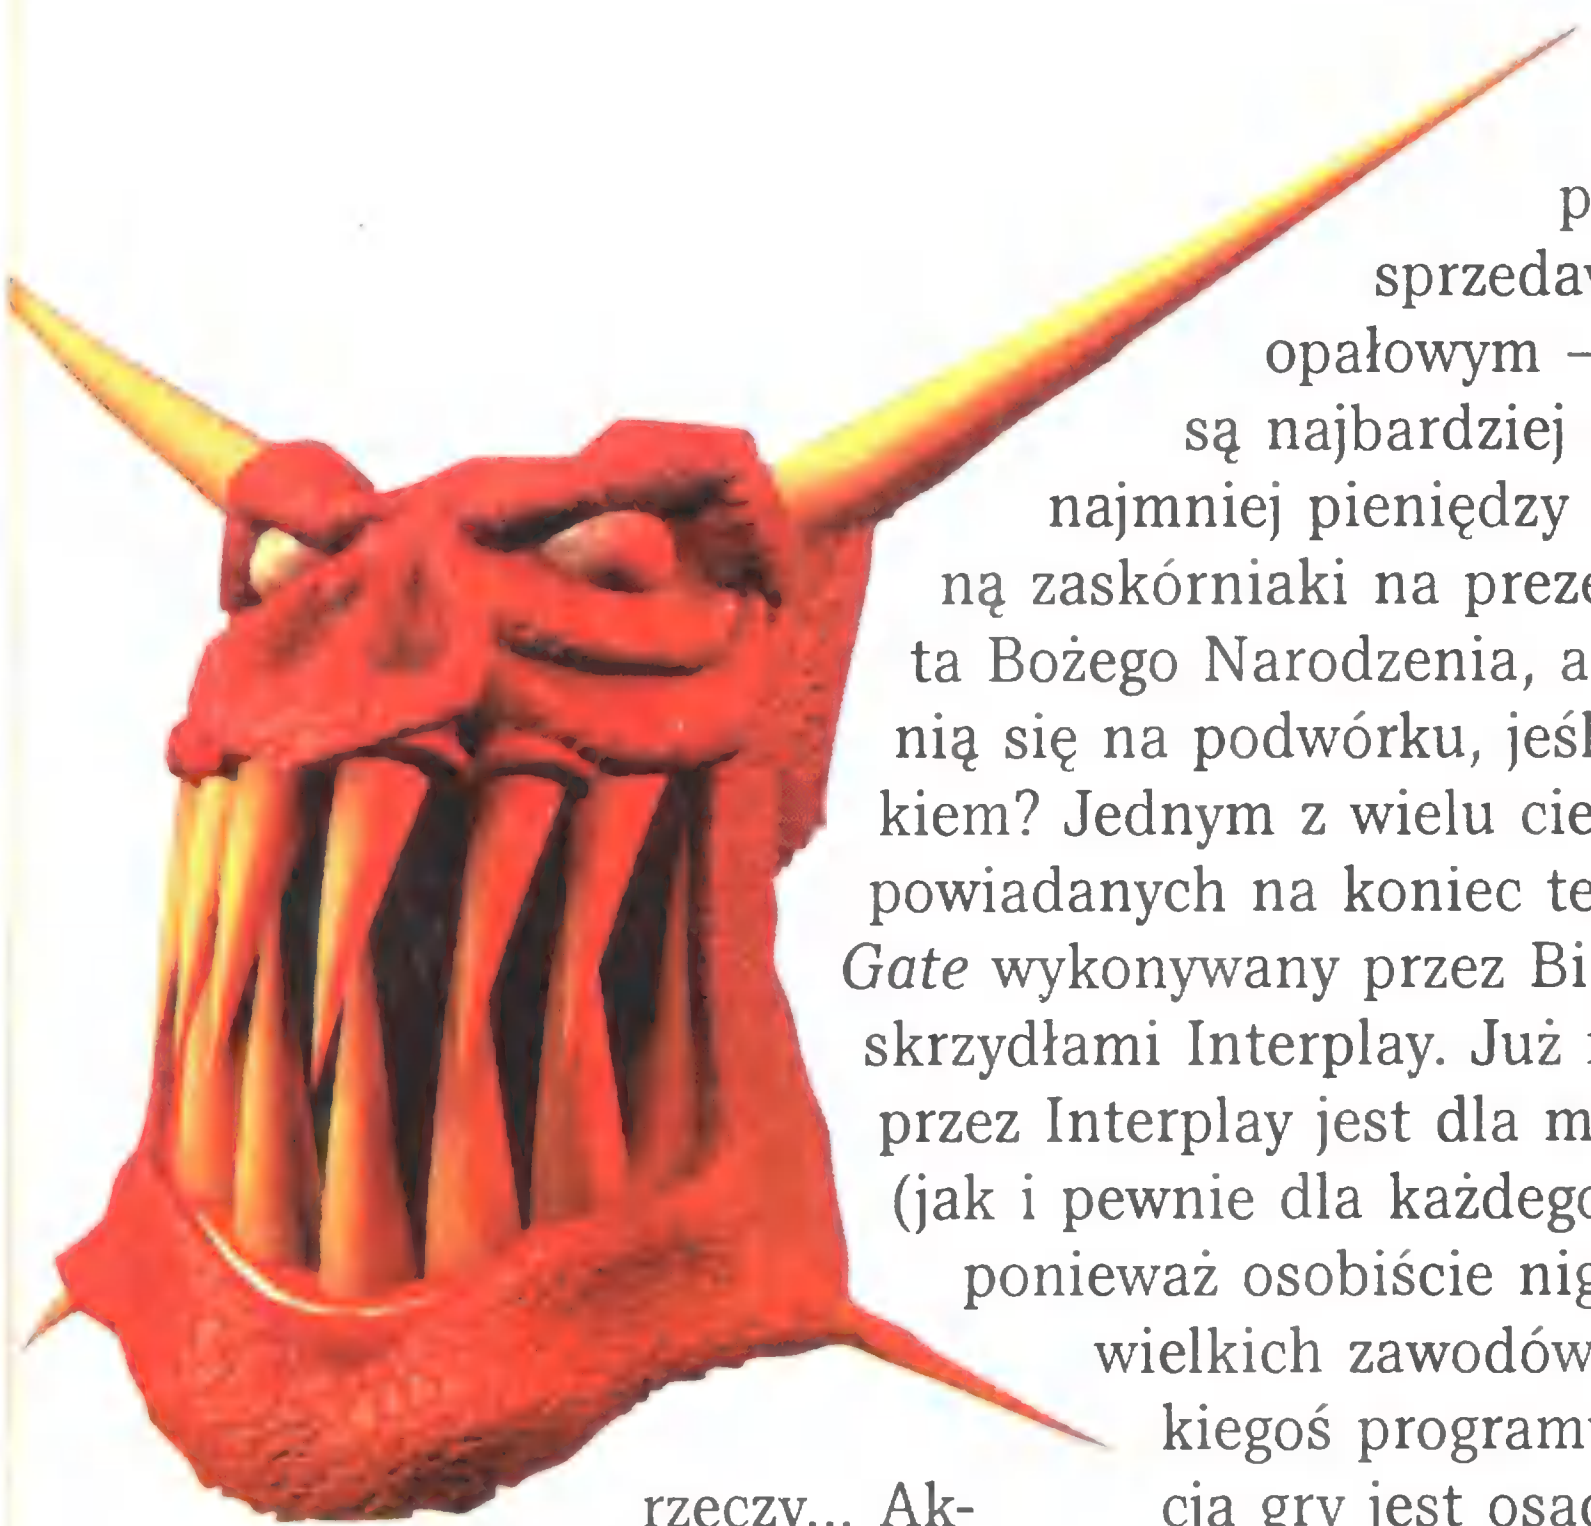 p
sprzedaw
opałowym –
są najbardziej
najmniej pieniędzy
ną zaskórniaki na preze
ta Bożego Narodzenia, a
nią się na podwórku, jeśl
kiem? Jednym z wielu cie
powiadanych na koniec te
Gate wykonywany przez Bi
skrzydłami Interplay. Już
przez Interplay jest dla m
(jak i pewnie dla każdego
ponieważ osobiście nig
wielkich zawodów
kiegoś program
rzeczy... Ak- cja gry jest osad